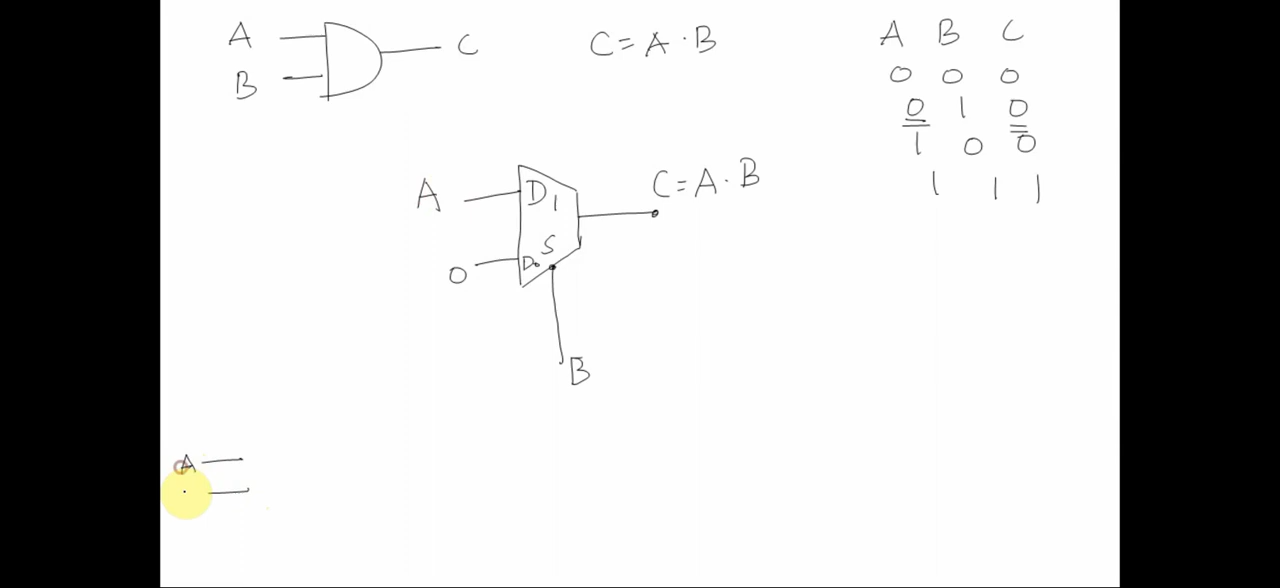 A
B
C
C = A · B
A B C
0 0 0
0 1 0
1 0 0
1 1 1
A
0
D1
D0
S
C = A · B
B
A